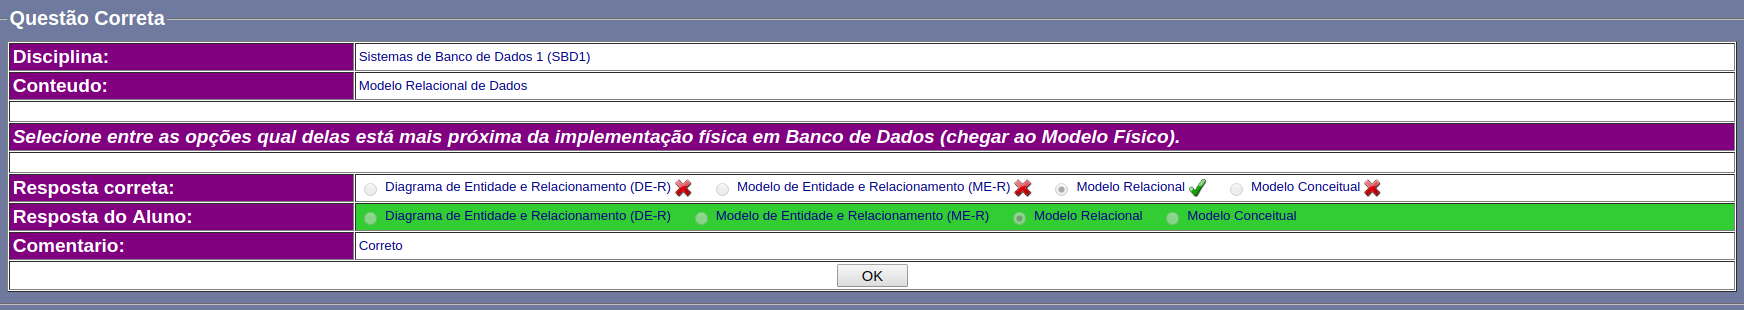 Questão Correta
Disciplina: Sistemas de Banco de Dados 1 (SBD1)
Conteudo: Modelo Relacional de Dados
Selecione entre as opções qual delas está mais próxima da implementação física em Banco de Dados (chegar ao Modelo Físico).
Resposta correta: Diagrama de Entidade e Relacionamento (DE-R) Modelo de Entidade e Relacionamento (ME-R) Modelo Relacional Modelo Conceitual
Resposta do Aluno: Diagrama de Entidade e Relacionamento (DE-R) Modelo de Entidade e Relacionamento (ME-R) Modelo Relacional Modelo Conceitual
Comentario: Correto
OK